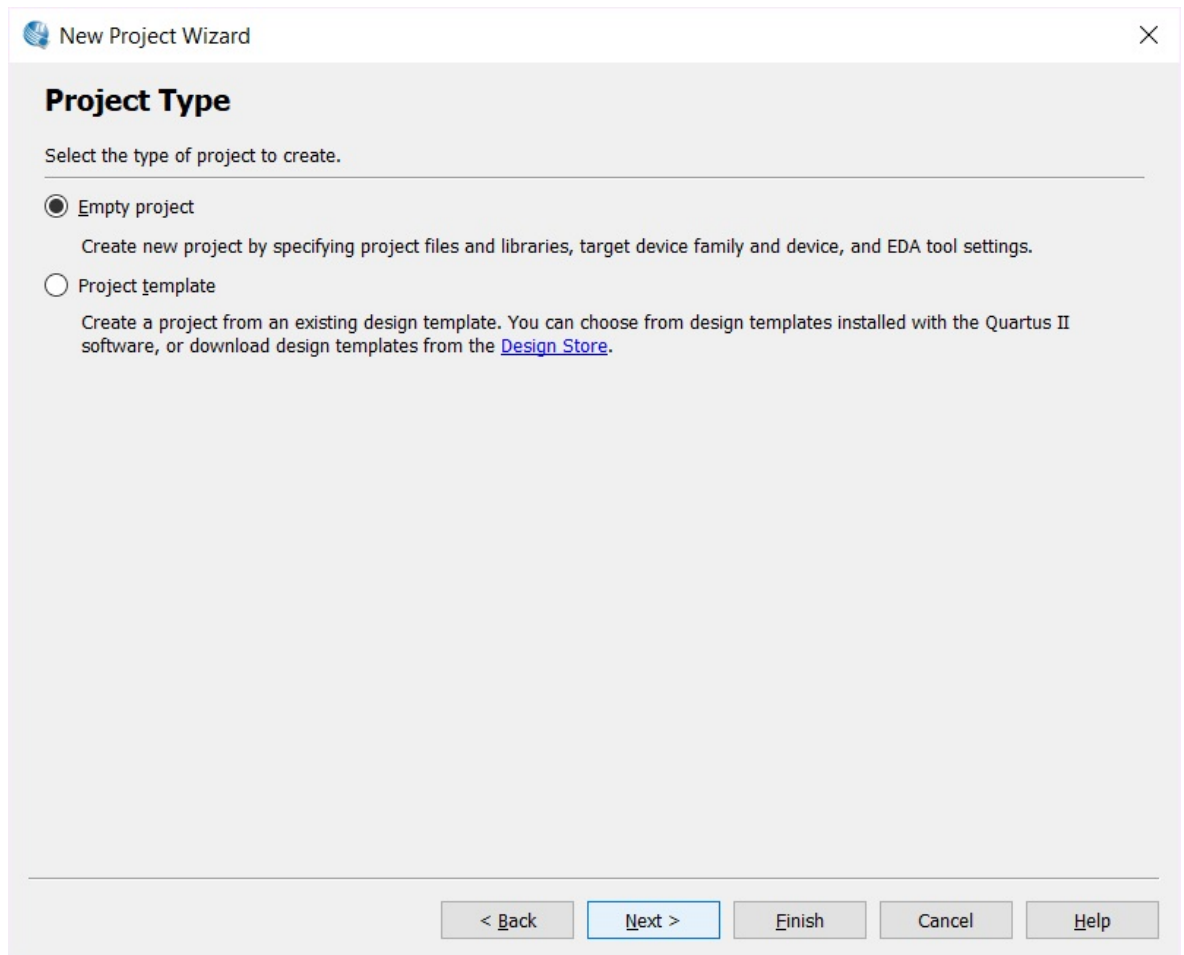 New Project Wizard
Project Type
Select the type of project to create.
Empty project
Create new project by specifying project files and libraries, target device family and device, and EDA tool settings.
Project template
Create a project from an existing design template. You can choose from design templates installed with the Quartus II
software, or download design templates from the Design Store.
< Back Next > Finish Cancel Help